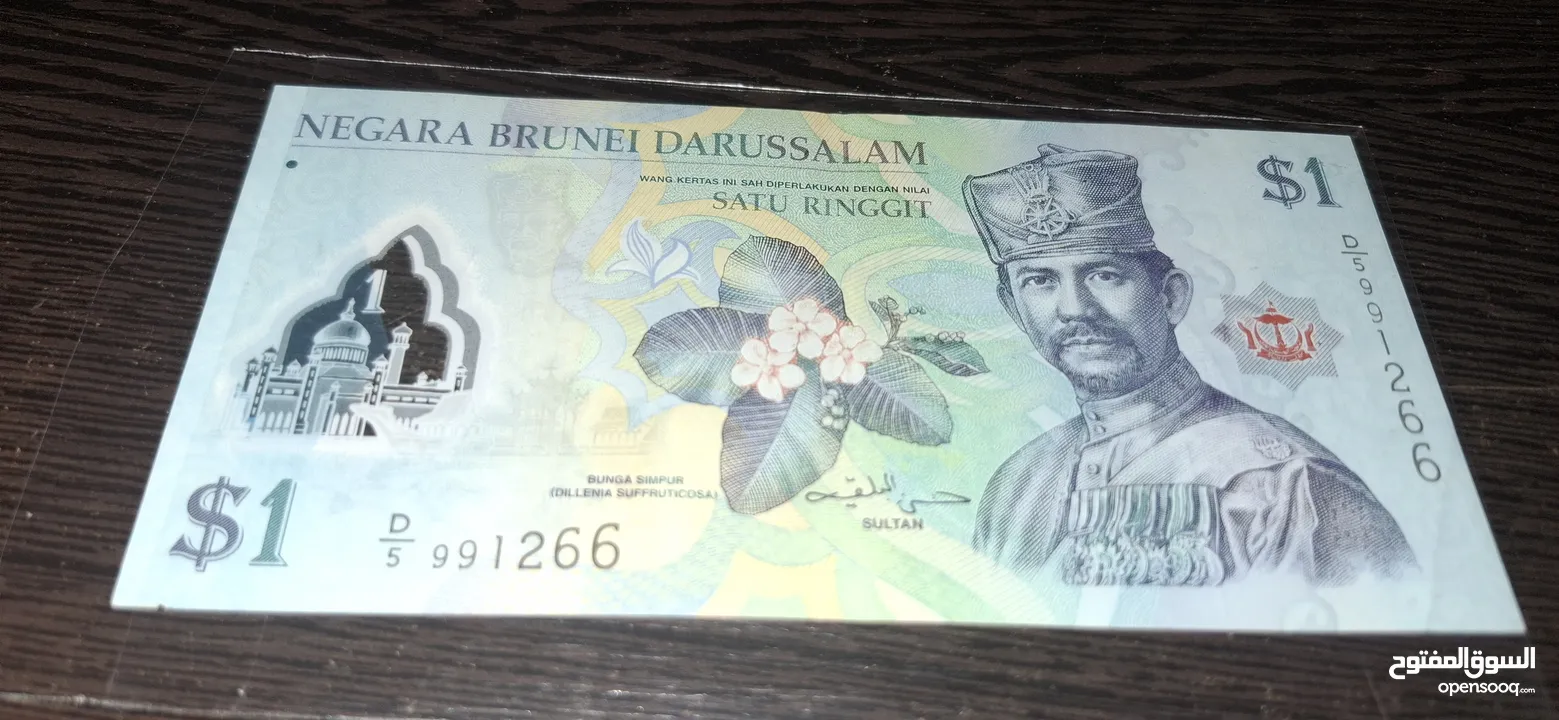 NEGARA BRUNEI DARUSSALAM
WANG KERTAS INI SAH DIPERLAKUKAN DENGAN NILAI
SATU RINGGIT
$1
D/5 991266
BUNGA SIMPUR
(DILLENIA SUFFRUTICOSA)
SULTAN
$1
D/5 991266
السوق المفتوح
opensooq.com